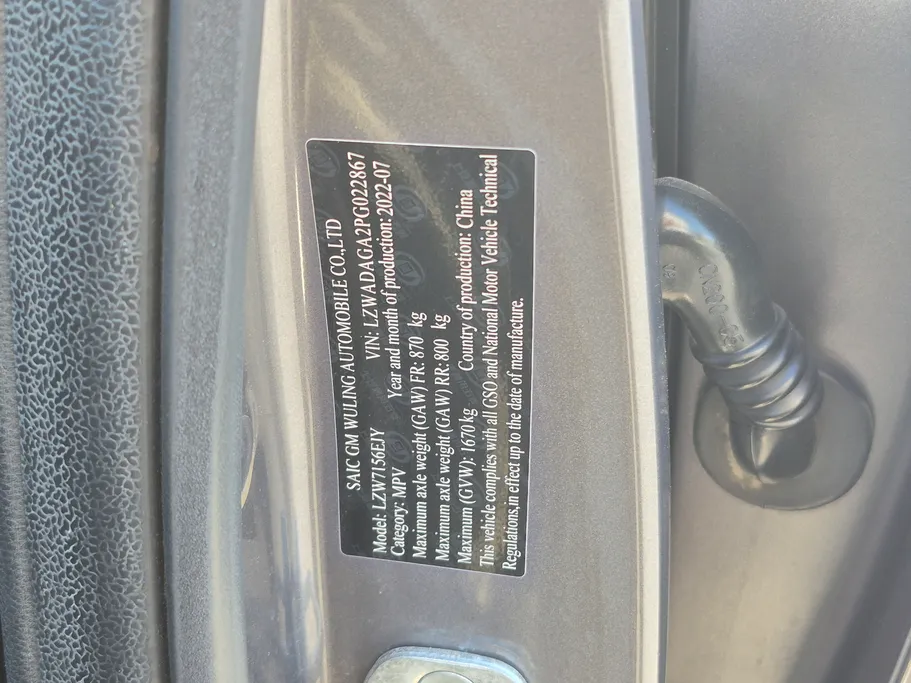 SAIC GM WULING AUTOMOBILE CO.,LTD
Model: LZW7156EJY VIN: LZWADAGA2PG022867
Category: MPV Year and month of production: 2022-07
Maximum axle weight (GAW) FR: 870 kg
Maximum axle weight (GAW) RR: 800 kg
Maximum (GVW): 1670 kg Country of production: China
This vehicle complies with all GSO and National Motor Vehicle Technical
Regulations,in effect up to the date of manufacture.